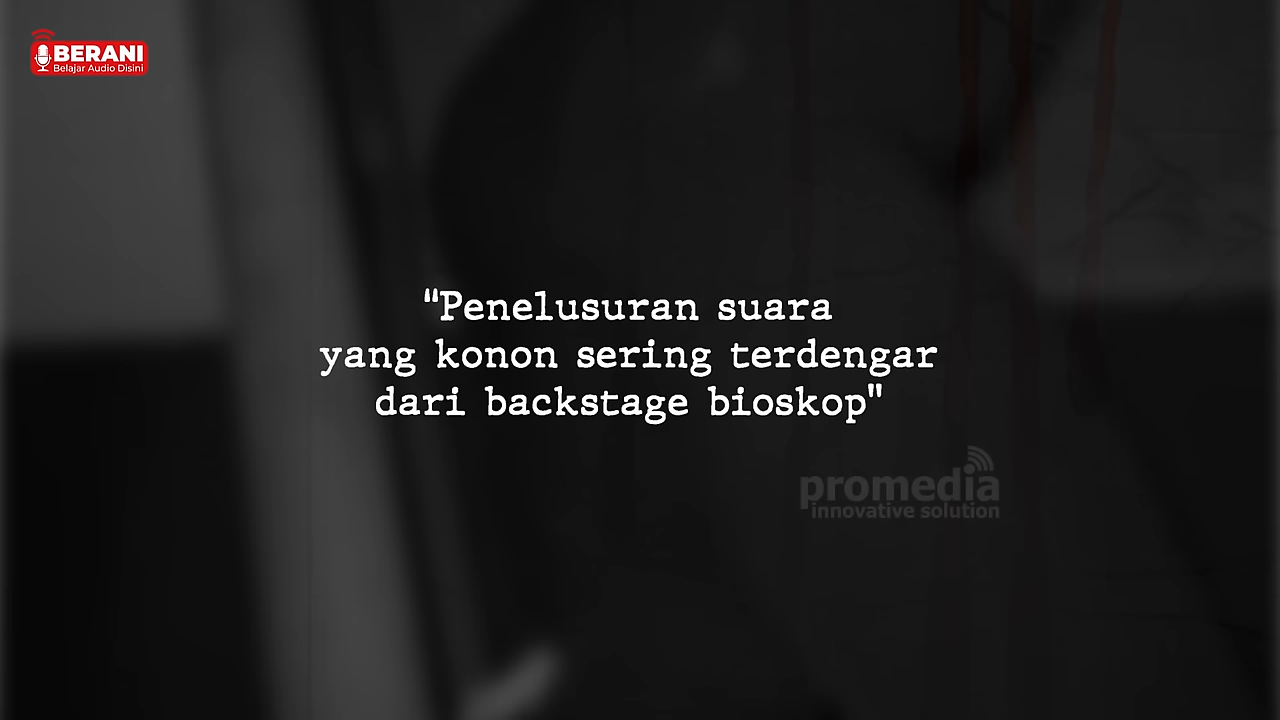 BERANI
Belajar Audio Disini
"Penelusuran suara
yang konon sering terdengar
dari backstage bioskop"
promedia
innovative solution